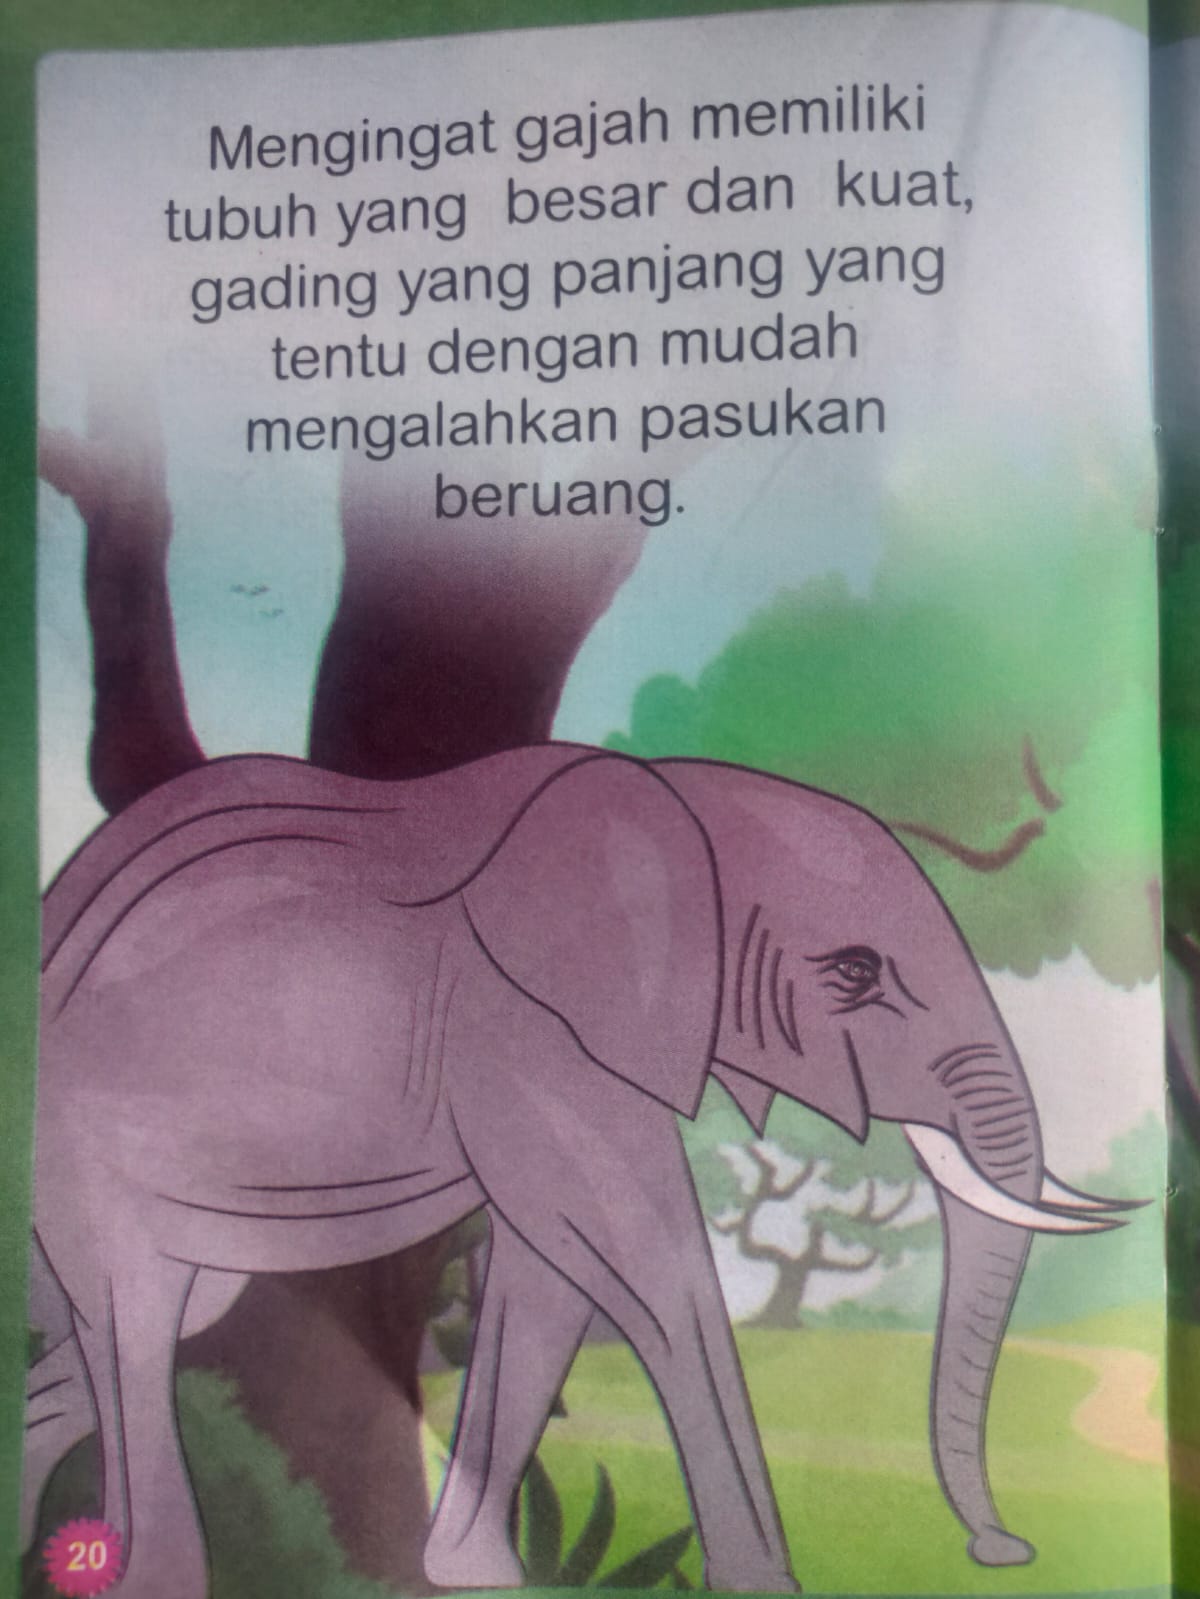 Mengingat gajah memiliki
tubuh yang besar dan kuat,
gading yang panjang yang
tentu dengan mudah
mengalahkan pasukan
beruang.
20